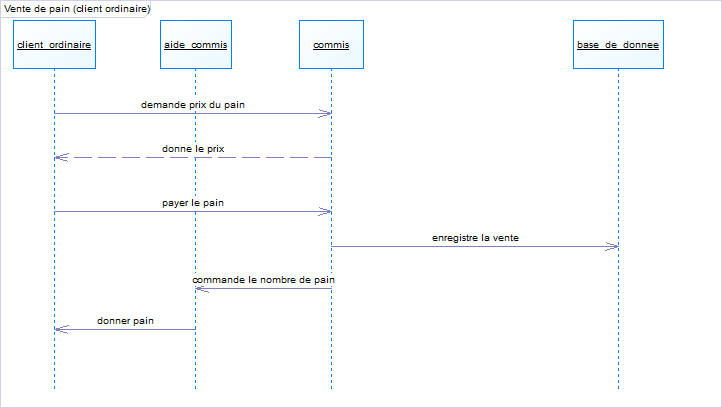 Vente de pain (client ordinaire)
client_ordinaire
aide_commis
commis
base_de_donnee
demande prix du pain
donne le prix
payer le pain
enregistre la vente
commande le nombre de pain
donner pain